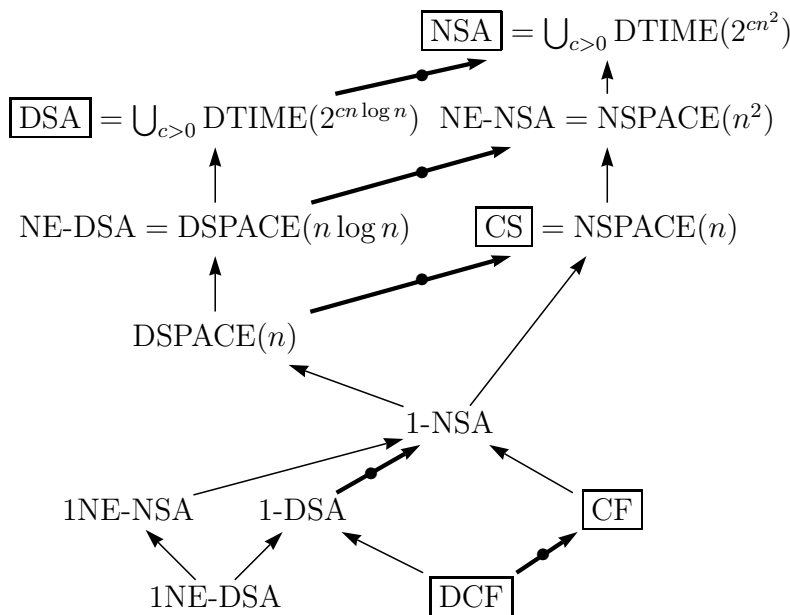 NSA = ⋃_{c>0} DTIME(2^{cn^2})
DSA = ⋃_{c>0} DTIME(2^{cn log n}) NE-NSA = NSPACE(n^2)
NE-DSA = DSPACE(n log n) CS = NSPACE(n)
DSPACE(n)
1-NSA
1NE-NSA 1-DSA CF
1NE-DSA DCF